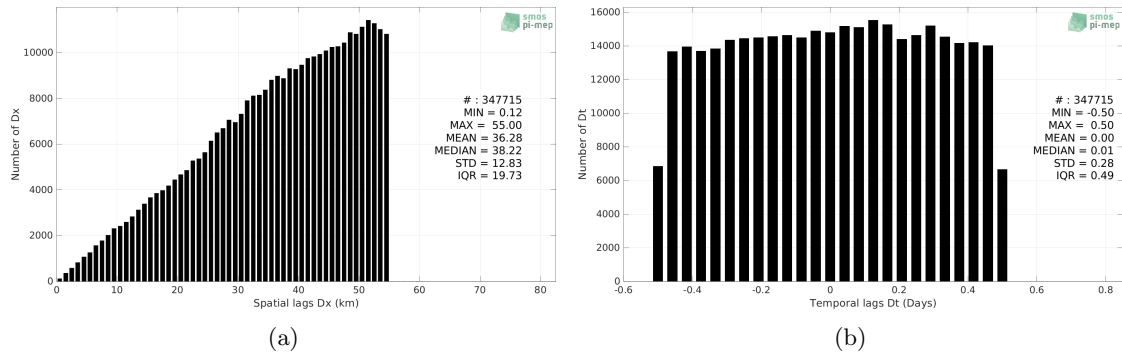 smos
pi-mep
10000
8000
6000
4000
2000
0
Number of Dx
# : 347715
MIN = 0.12
MAX = 55.00
MEAN = 36.28
MEDIAN = 38.22
STD = 12.83
IQR = 19.73
0 10 20 30 40 50 60 70 80
Spatial lags Dx (km)
(a)
smos
pi-mep
16000
14000
12000
10000
8000
6000
4000
2000
0
Number of Dt
# : 347715
MIN = -0.50
MAX = 0.50
MEAN = 0.00
MEDIAN = 0.01
STD = 0.28
IQR = 0.49
-0.6 -0.4 -0.2 0 0.2 0.4 0.6 0.8
Temporal lags Dt (Days)
(b)